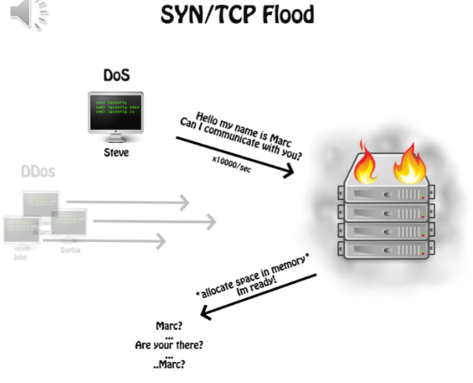 SYN/TCP Flood
DoS
Steve
Hello my name is Marc
Can I communicate with you?
x10000/sec
DDos
Adam
John
*allocate space in memory*
Im ready!
Marc?
...
Are your there?
...
..Marc?